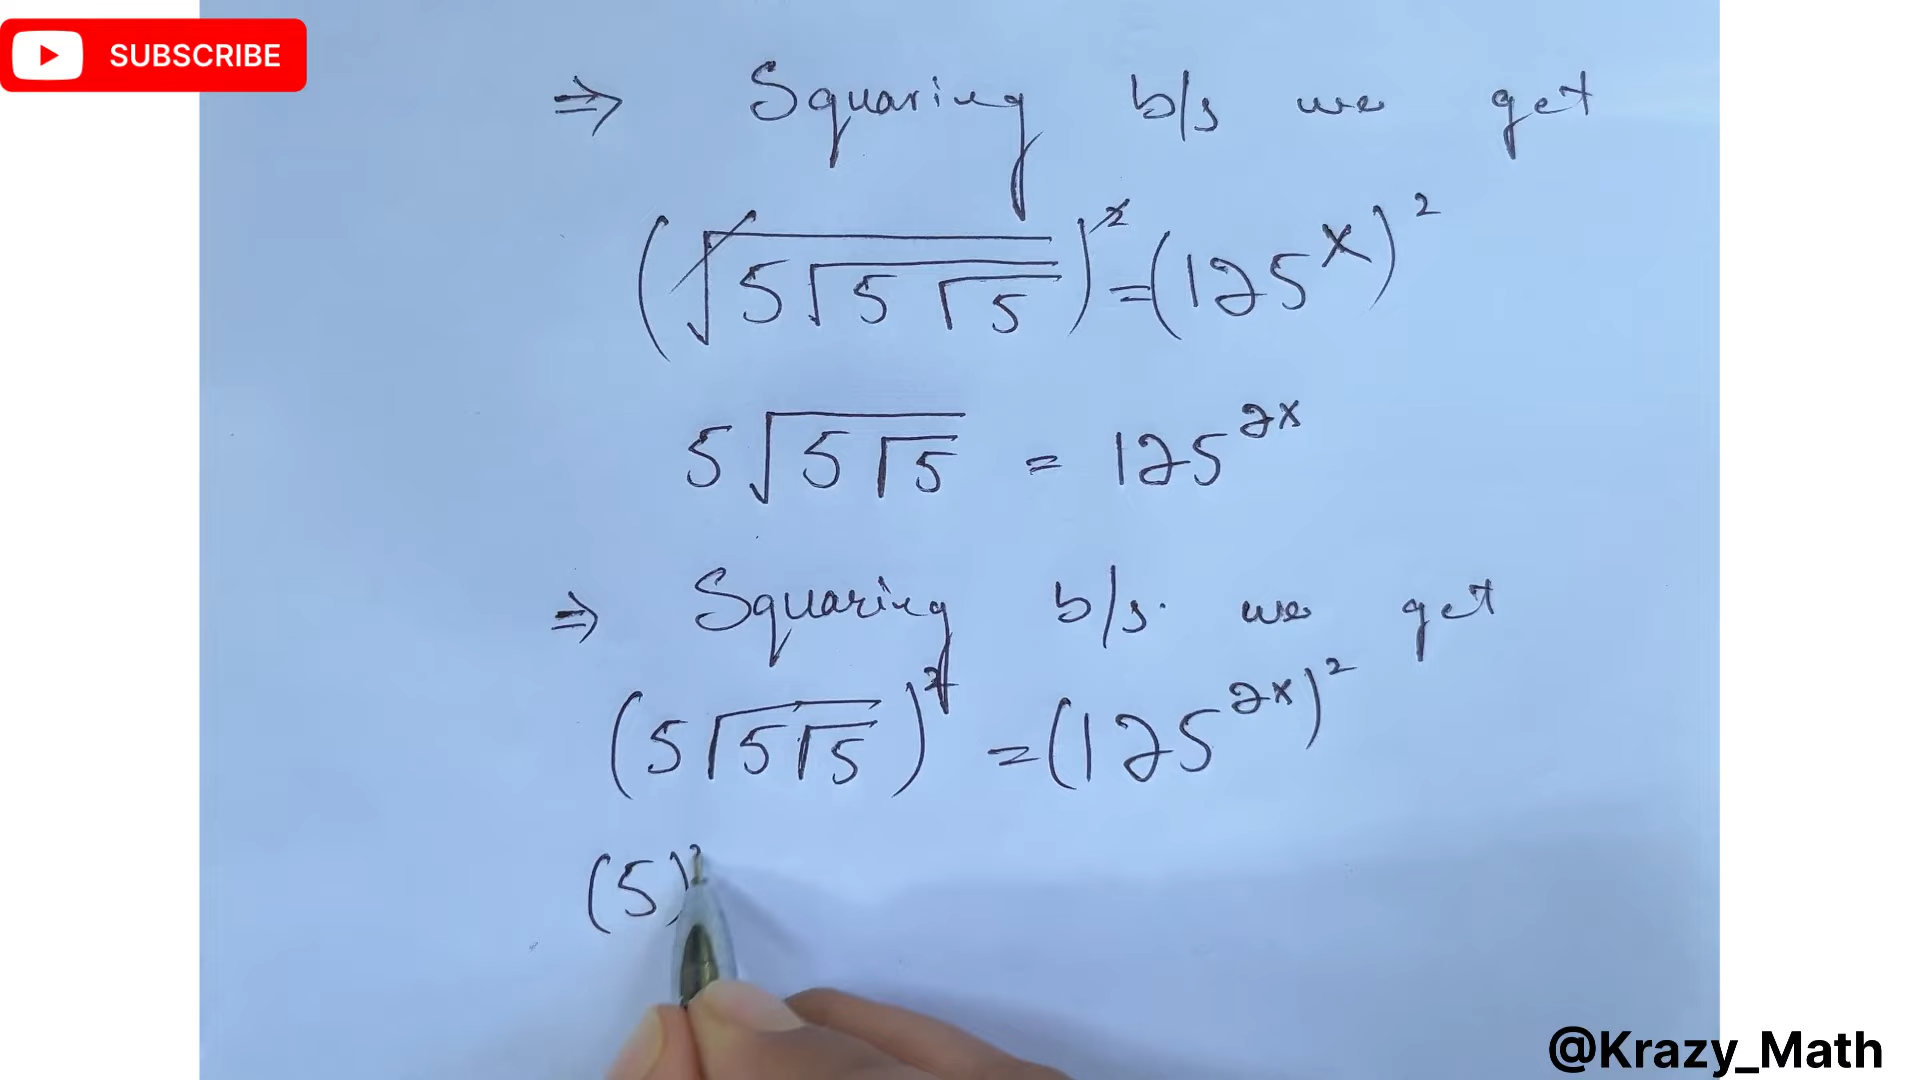 SUBSCRIBE
⇒ Squaring b/s we get
(√(5√(5√5)))² = (125^x)²
5√(5√5) = 125^2x
⇒ Squaring b/s. we get
(5√(5√5))² = (125^2x)²
(5)²
@Krazy_Math